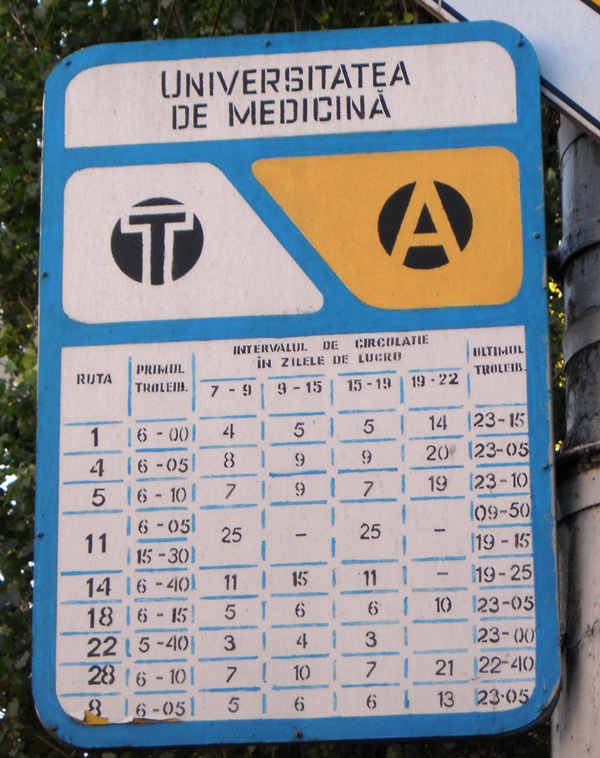 UNIVERSITATEA
DE MEDICINĂ
T A
INTERVALUL DE CIRCULATIE
ÎN ZILELE DE LUCRU
RUTA PRIMUL TROLEIB. 7 - 9 9 - 15 15 - 19 19 - 22 ULTIMUL TROLEIB.
1 6 - 00 4 5 5 14 23-15
4 6 - 05 8 9 9 20 23-05
5 6 - 10 7 9 7 19 23-10
11 6 - 05 25 - 25 - 09-50
15 - 30 19 - 15
14 6 - 40 11 15 11 - 19-25
18 6 - 15 5 6 6 10 23-05
22 5 - 40 3 4 3 23-00
28 6 - 10 7 10 7 21 22-40
8 6 - 05 5 6 6 13 23-05